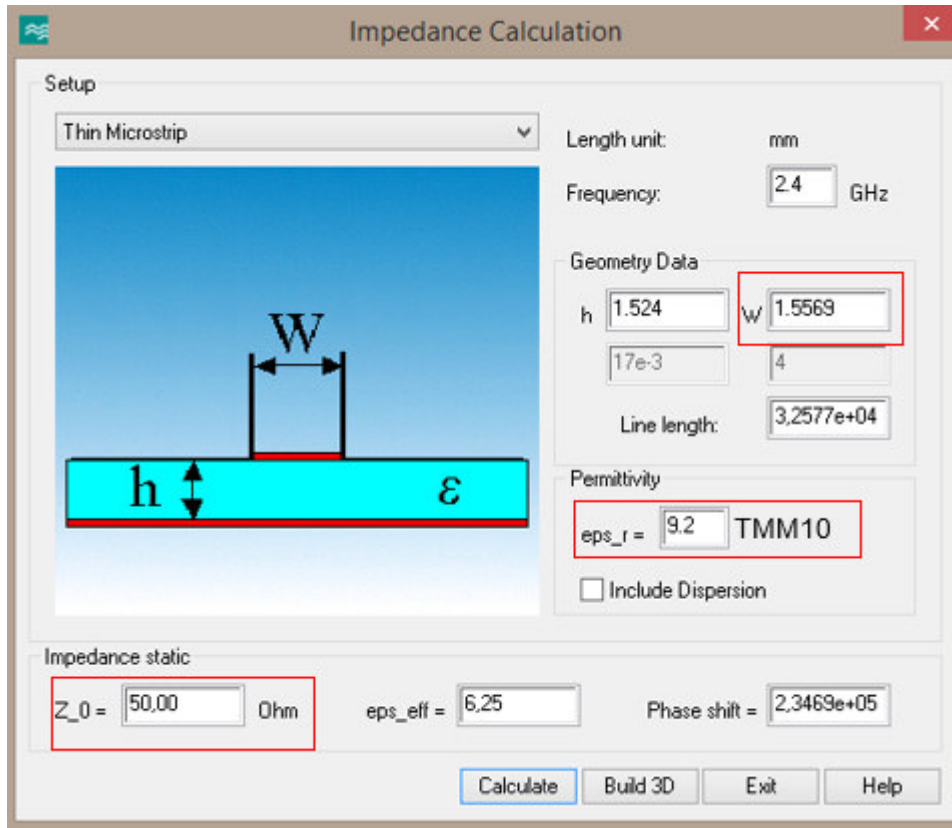 Impedance Calculation
Setup
Thin Microstrip
Length unit: mm
Frequency: 2.4 GHz
Geometry Data
h 1.524 W 1.5569
17e-3 4
Line length: 3,2577e+04
W
h ε
Permittivity
eps_r = 9.2 TMM10
Include Dispersion
Impedance static
Z_0 = 50,00 Ohm eps_eff = 6,25 Phase shift = 2,3469e+05
Calculate Build 3D Exit Help